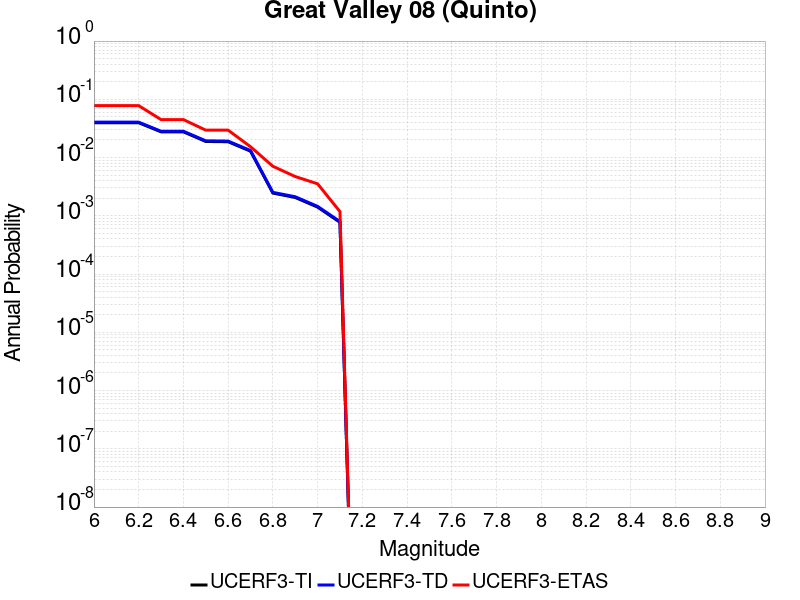 Great Valley 08 (Quinto)
10^0
10^-1
10^-2
10^-3
10^-4
10^-5
10^-6
10^-7
10^-8
Annual Probability
6 6.2 6.4 6.6 6.8 7 7.2 7.4 7.6 7.8 8 8.2 8.4 8.6 8.8 9
Magnitude
UCERF3-TI UCERF3-TD UCERF3-ETAS